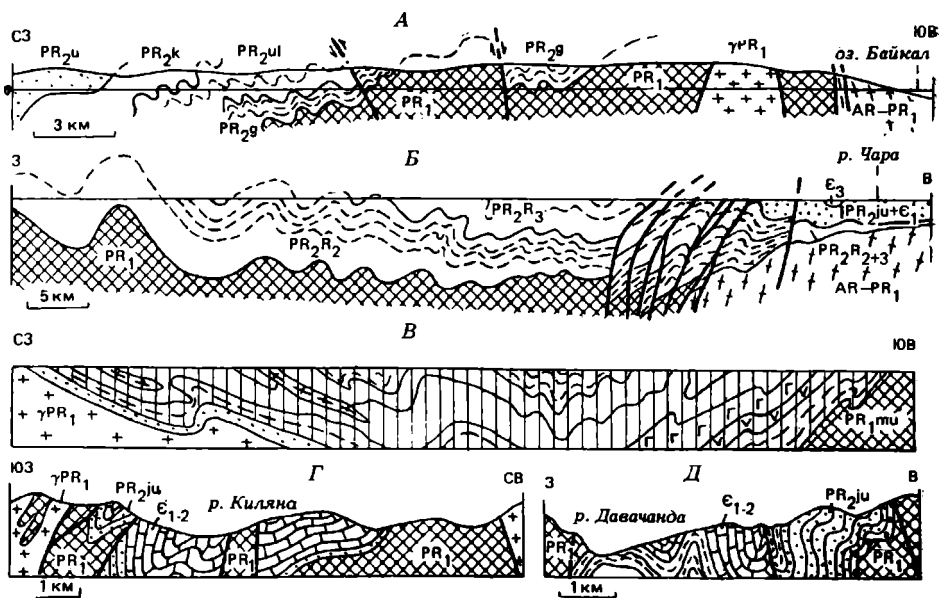 А
СЗ ЮВ
PR₂u PR₂k PR₂ul PR₂g γPR₁ оз. Байкал
PR₁ PR₁
PR₂g AR–PR₁
3 км
Б
З В
р. Чара
Є₃
PR₂R₃ PR₂ju+Є
PR₁ PR₂R₂ PR₂R₂₊₃
5 км AR–PR₁
В
СЗ ЮВ
γPR₁ PR₁mu
Г
ЮЗ СВ
γPR₁ PR₂ju Є₁₋₂ р. Киляна
PR₁ PR₁ PR₁
1 км
Д
З В
р. Давачанда Є₁₋₂ PR₂ju
PR₁ PR₁
1 км